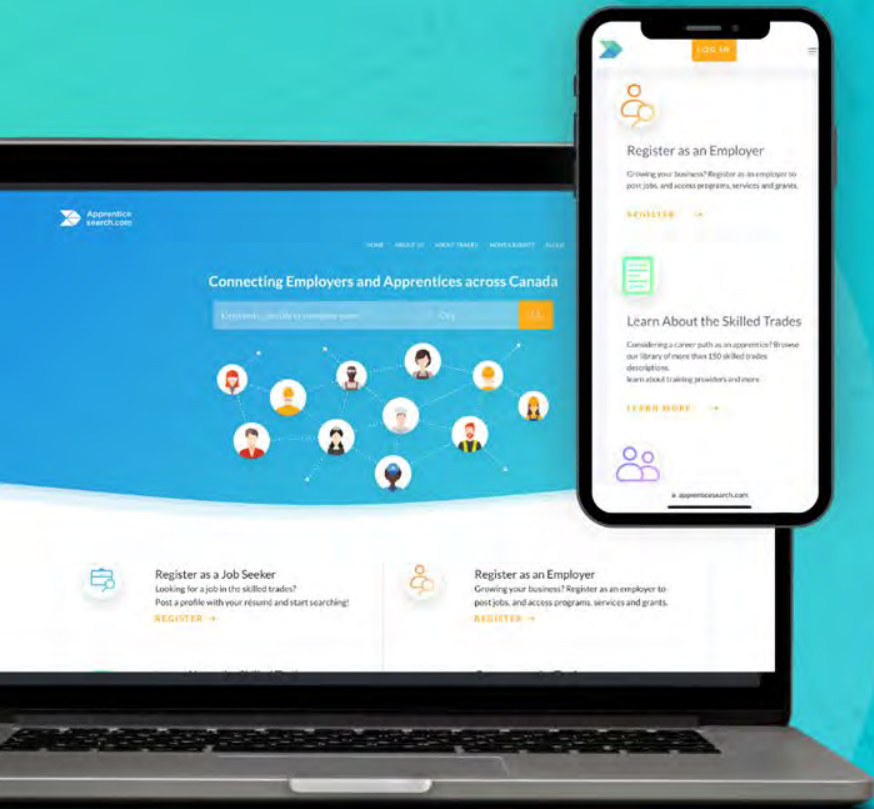 Apprentice
search.com
HOME ABOUT US ABOUT TRADES NEWS & EVENTS BLOGS
Connecting Employers and Apprentices across Canada
City
Register as a Job Seeker
Looking for a job in the skilled trades?
Post a profile with your résumé and start searching!
REGISTER →
Register as an Employer
Growing your business? Register as an employer to
post jobs, and access programs, services and grants.
REGISTER →
LOG IN
Register as an Employer
Growing your business? Register as an employer to
post jobs, and access programs, services and grants.
REGISTER →
Learn About the Skilled Trades
Considering a career path as an apprentice? Browse
our library of more than 150 skilled trades
descriptions,
learn about training providers and more
LEARN MORE →
apprenticesearch.com